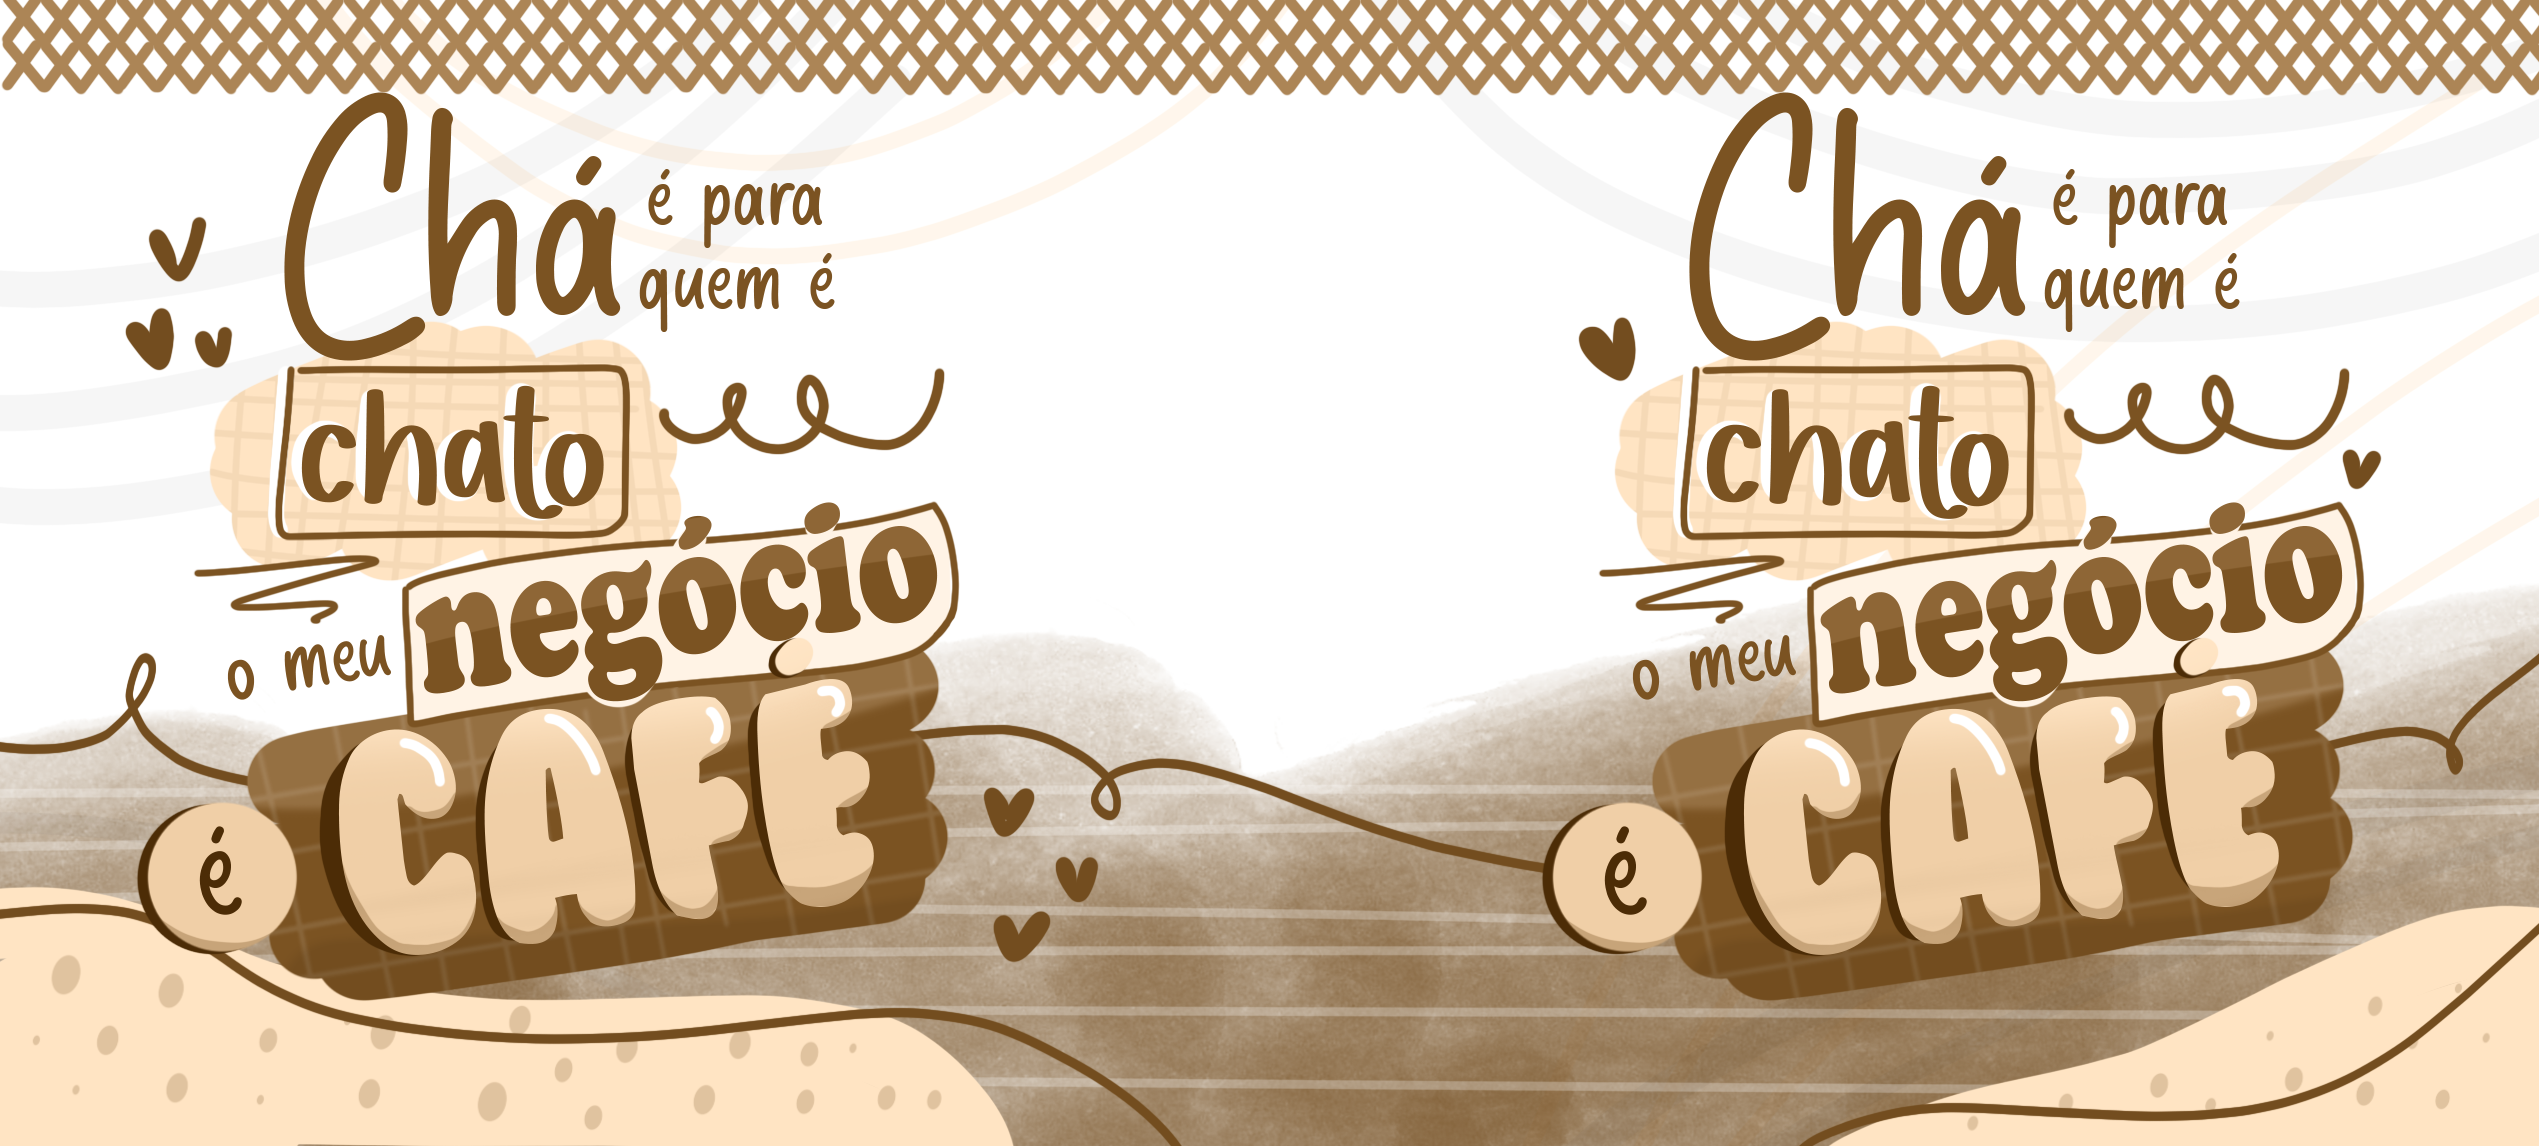 Chá é para
quem é
chato
o meu negócio
é CAFÉ
Chá é para
quem é
chato
o meu negócio
é CAFÉ